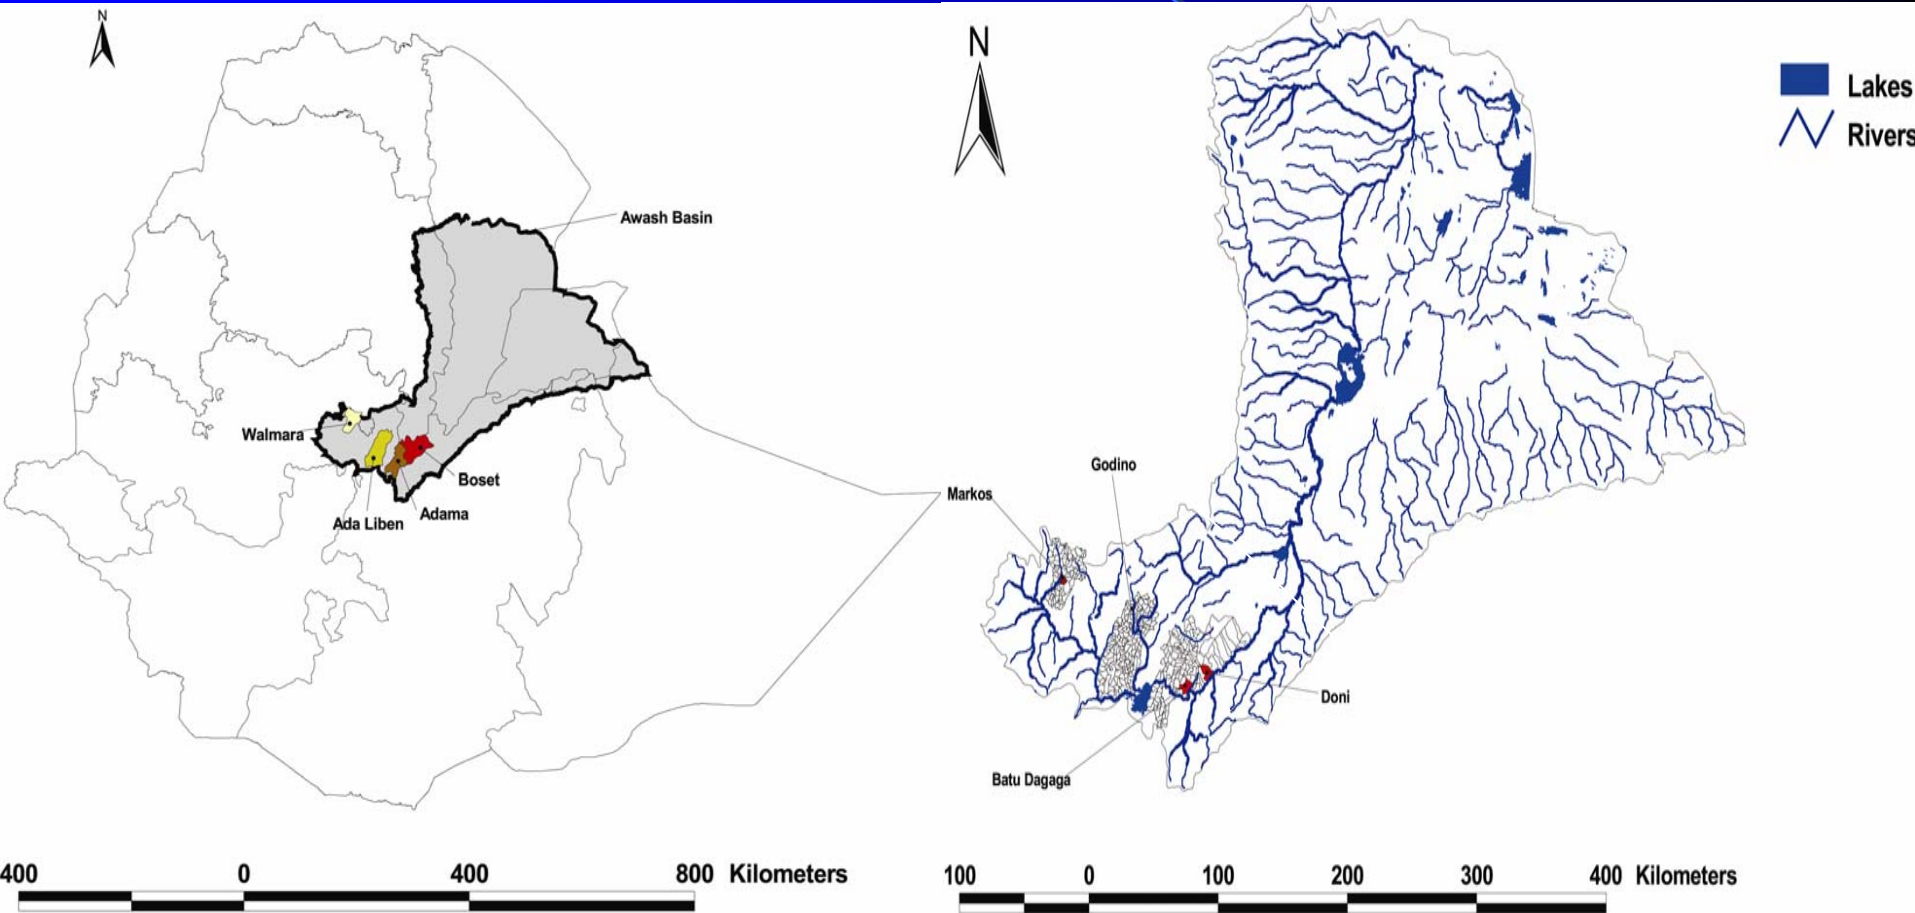 N
Awash Basin
Walmara
Boset
Adama
Ada Liben
400 0 400 800 Kilometers
N
Lakes
Rivers
Godino
Markos
Doni
Batu Dagaga
100 0 100 200 300 400 Kilometers